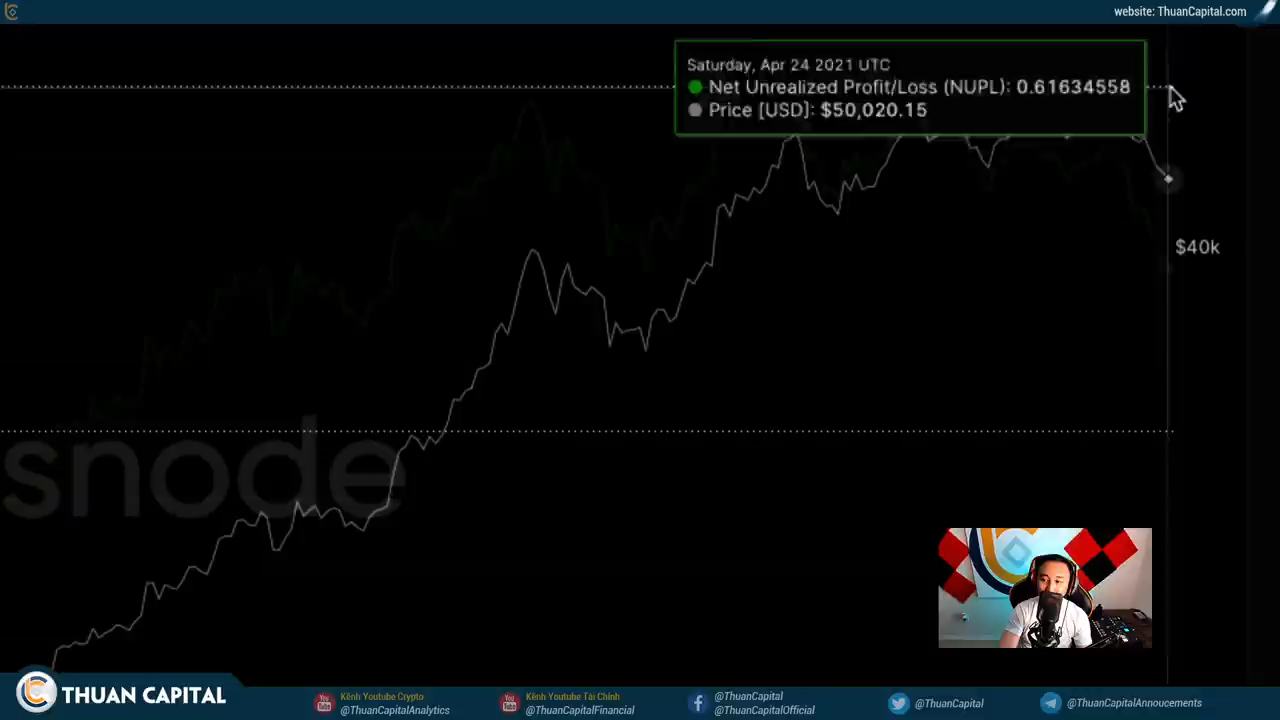 website: ThuanCapital.com
Saturday, Apr 24 2021 UTC
Net Unrealized Profit/Loss (NUPL): 0.61634558
Price [USD]: $50,020.15
$40k
snode
THUAN CAPITAL
Kênh Youtube Crypto
@ThuanCapitalAnalytics
Kênh Youtube Tài Chính
@ThuanCapitalFinancial
@ThuanCapital
@ThuanCapitalOfficial
@ThuanCapital
@ThuanCapitalAnnoucements